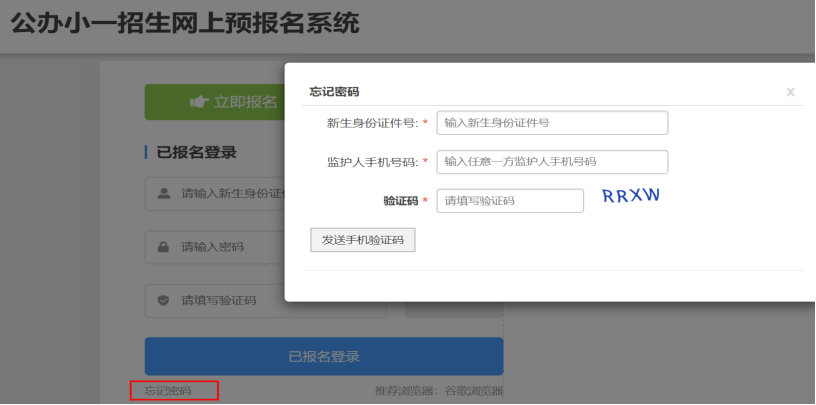 公办小一招生网上预报名系统
立即报名
已报名登录
请输入新生身份证件
请输入密码
请填写验证码
已报名登录
忘记密码
推荐浏览器：谷歌浏览器
忘记密码
x
新生身份证件号: *
输入新生身份证件号
监护人手机号码: *
输入任意一方监护人手机号码
验证码 *
请填写验证码
RRXW
发送手机验证码